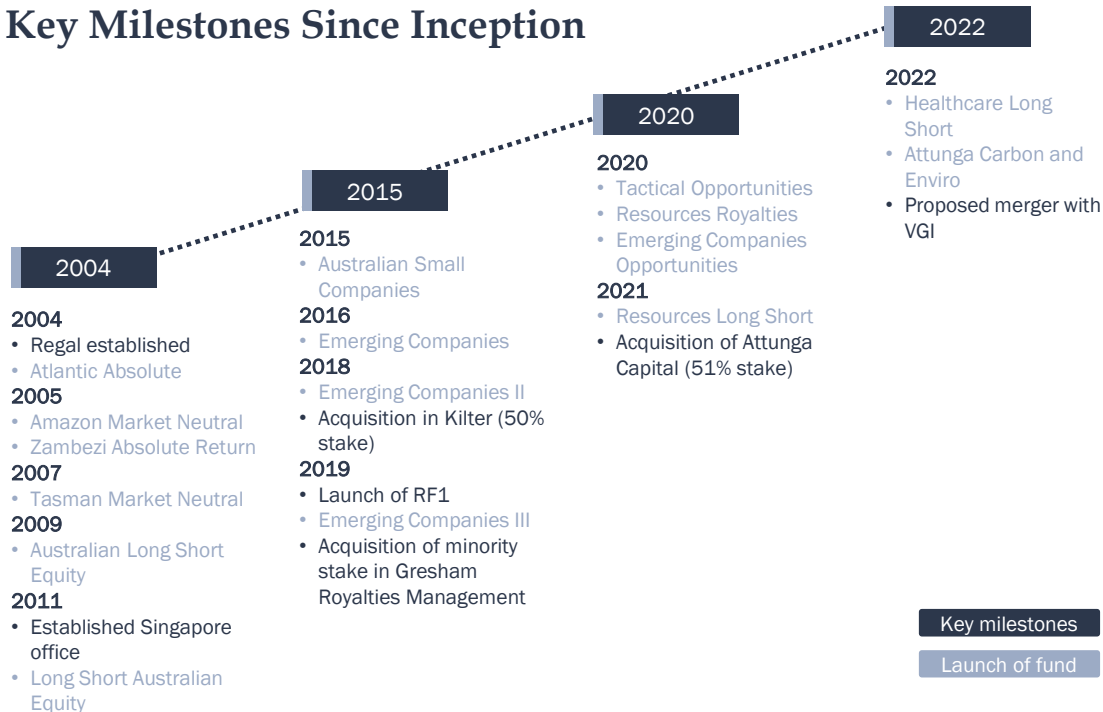 Key Milestones Since Inception
2004
2004
• Regal established
• Atlantic Absolute
2005
• Amazon Market Neutral
• Zambezi Absolute Return
2007
• Tasman Market Neutral
2009
• Australian Long Short
Equity
2011
• Established Singapore
office
• Long Short Australian
Equity
2015
2015
• Australian Small
Companies
2016
• Emerging Companies
2018
• Emerging Companies II
• Acquisition in Kilter (50%
stake)
2019
• Launch of RF1
• Emerging Companies III
• Acquisition of minority
stake in Gresham
Royalties Management
2020
2020
• Tactical Opportunities
• Resources Royalties
• Emerging Companies
Opportunities
2021
• Resources Long Short
• Acquisition of Attunga
Capital (51% stake)
2022
2022
• Healthcare Long
Short
• Attunga Carbon and
Enviro
• Proposed merger with
VGI
Key milestones
Launch of fund